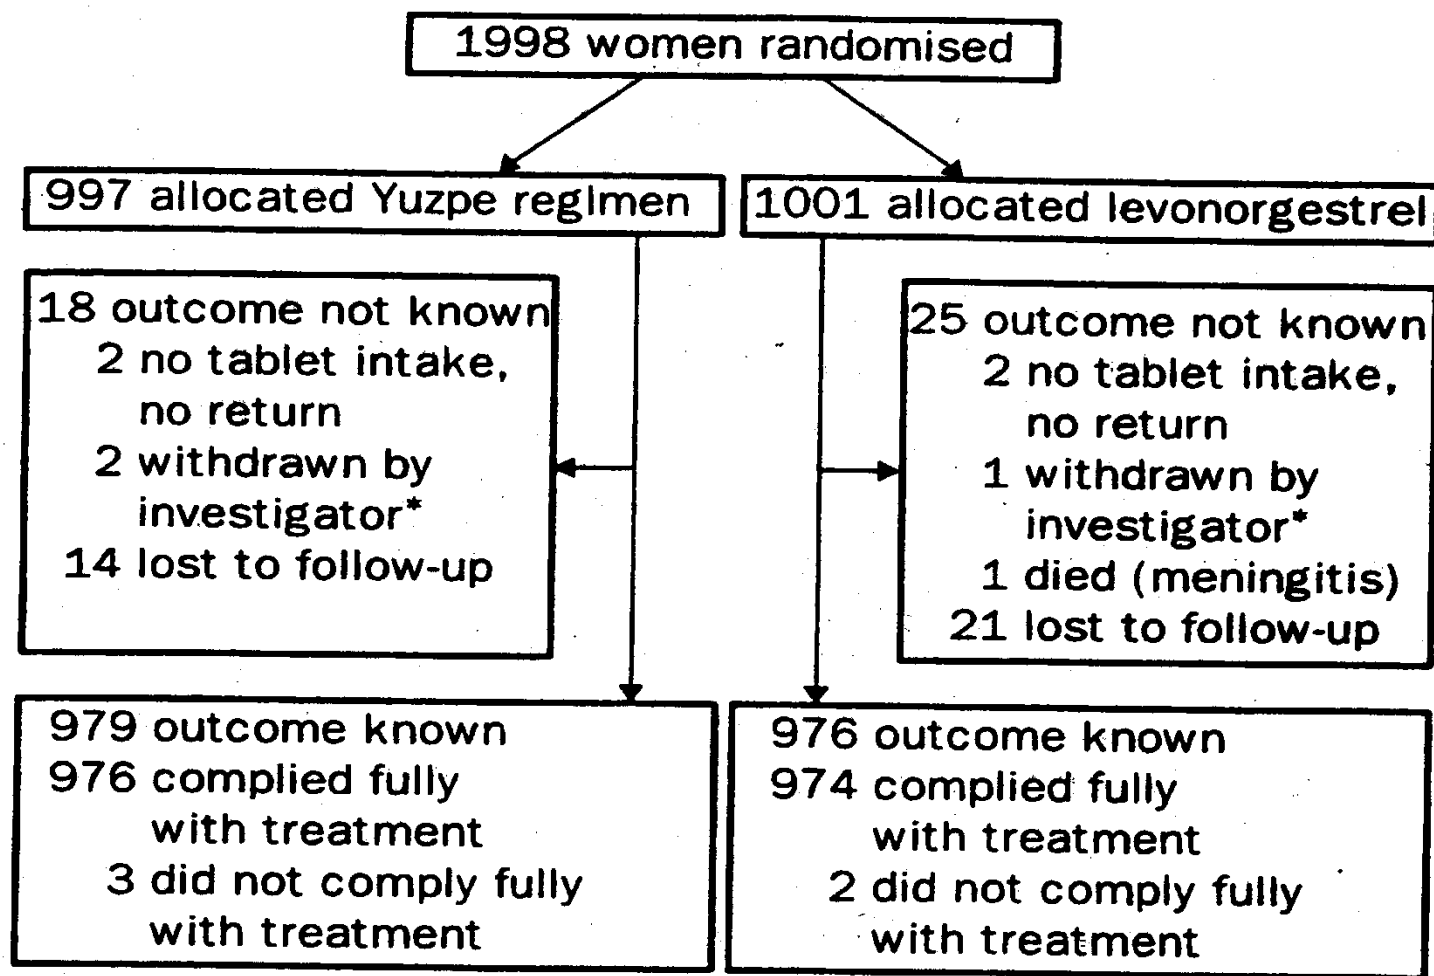 1998 women randomised
997 allocated Yuzpe regimen
1001 allocated levonorgestrel
18 outcome not known
2 no tablet intake,
no return
2 withdrawn by
investigator*
14 lost to follow-up
25 outcome not known
2 no tablet intake,
no return
1 withdrawn by
investigator*
1 died (meningitis)
21 lost to follow-up
979 outcome known
976 complied fully
with treatment
3 did not comply fully
with treatment
976 outcome known
974 complied fully
with treatment
2 did not comply fully
with treatment